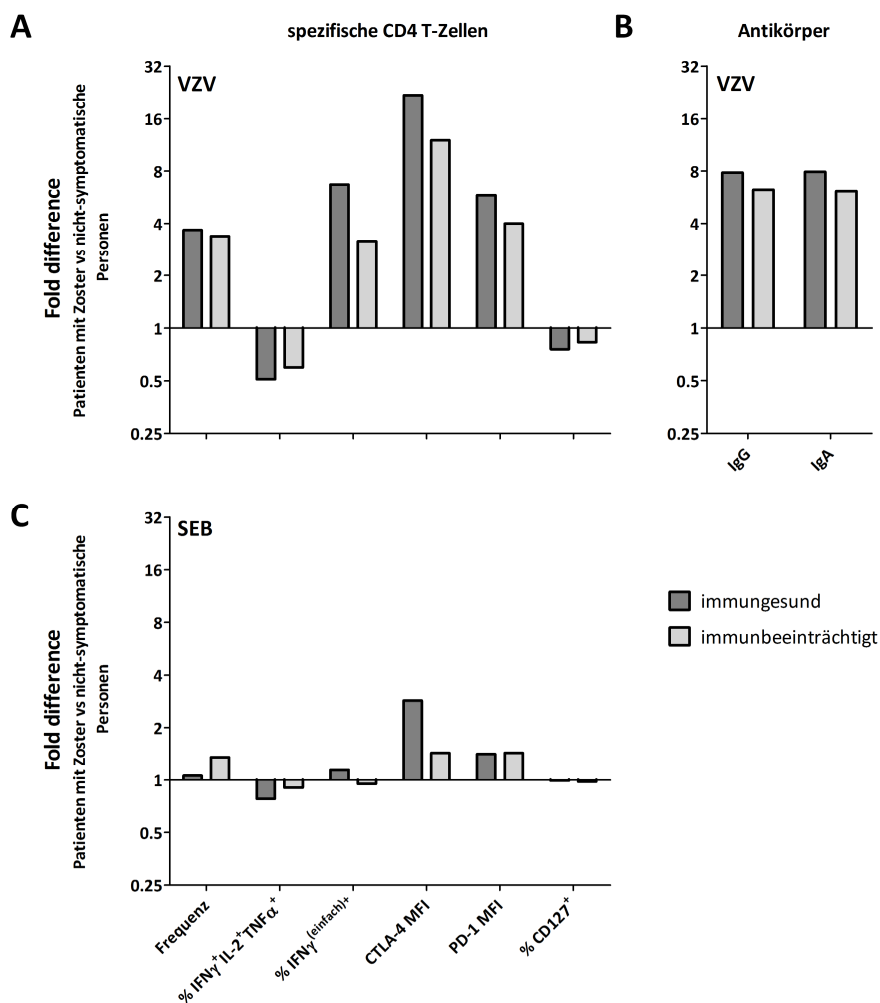 A
spezifische CD4 T-Zellen
VZV
Fold difference
Patienten mit Zoster vs nicht-symptomatische
Personen
32
16
8
4
2
1
0.5
0.25
B
Antikörper
VZV
32
16
8
4
2
1
0.5
0.25
IgG
IgA
C
SEB
Fold difference
Patienten mit Zoster vs nicht-symptomatische
Personen
32
16
8
4
2
1
0.5
0.25
Frequenz
% IFNγ⁺IL-2⁺TNFα⁺
% IFNγ⁽ᵉⁱⁿᶠᵃᶜʰ⁾⁺
CTLA-4 MFI
PD-1 MFI
% CD127⁺
immungesund
immunbeeinträchtigt